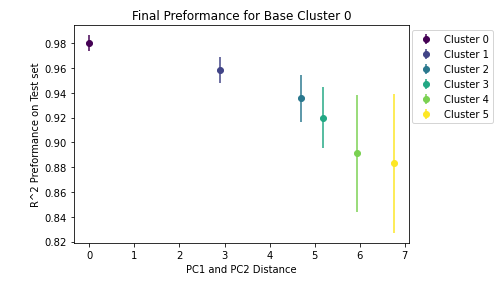 Final Preformance for Base Cluster 0
R^2 Preformance on Test set
0.98
0.96
0.94
0.92
0.90
0.88
0.86
0.84
0.82
0 1 2 3 4 5 6 7
PC1 and PC2 Distance
Cluster 0
Cluster 1
Cluster 2
Cluster 3
Cluster 4
Cluster 5